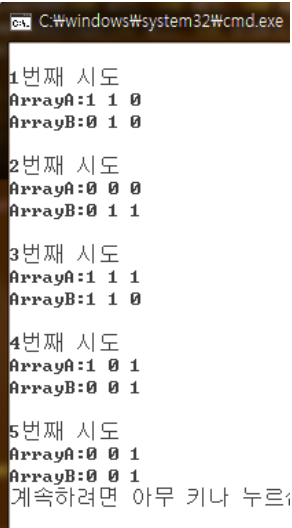 C:₩windows₩system32₩cmd.exe
1번째 시도
ArrayA:1 1 0
ArrayB:0 1 0
2번째 시도
ArrayA:0 0 0
ArrayB:0 1 1
3번째 시도
ArrayA:1 1 1
ArrayB:1 1 0
4번째 시도
ArrayA:1 0 1
ArrayB:0 0 1
5번째 시도
ArrayA:0 0 1
ArrayB:0 0 1
계속하려면 아무 키나